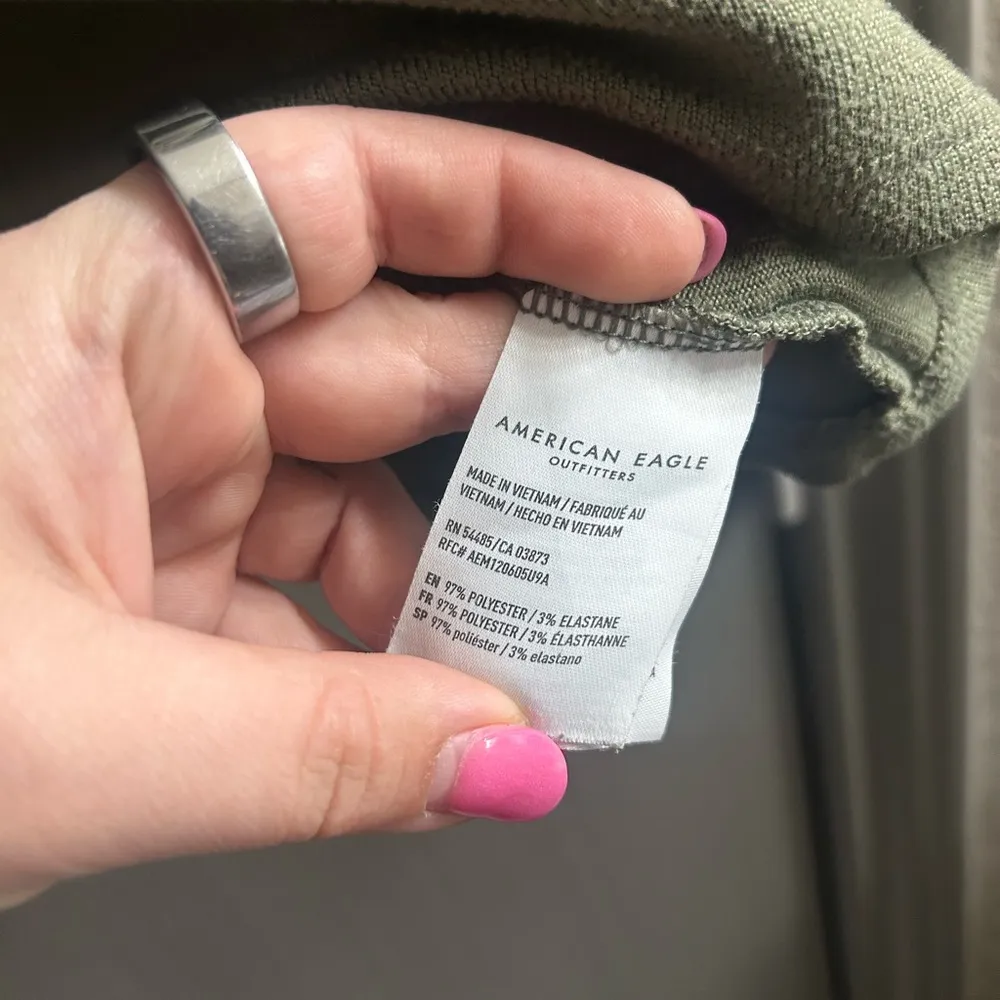 AMERICAN EAGLE
OUTFITTERS
MADE IN VIETNAM / FABRIQUÉ AU
VIETNAM / HECHO EN VIETNAM
RN 54485/CA 03873
RFC# AEM120605U9A
EN 97% POLYESTER / 3% ELASTANE
FR 97% POLYESTER / 3% ÉLASTHANNE
SP 97% poliéster / 3% elastano